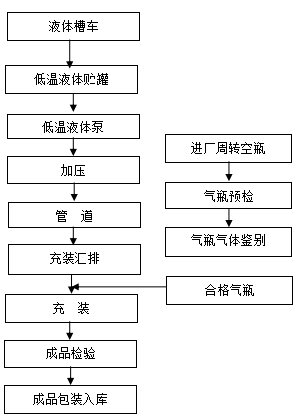 液体槽车
低温液体贮罐
低温液体泵
加压
管 道
充装汇排
充 装
成品检验
成品包装入库
进厂周转空瓶
气瓶预检
气瓶气体鉴别
合格气瓶